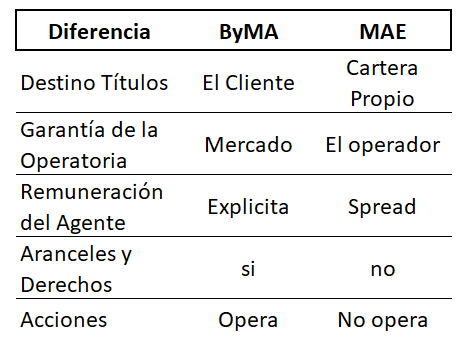 Diferencia ByMA MAE
Destino Títulos El Cliente Cartera Propio
Garantía de la Operatoria Mercado El operador
Remuneración del Agente Explicita Spread
Aranceles y Derechos si no
Acciones Opera No opera